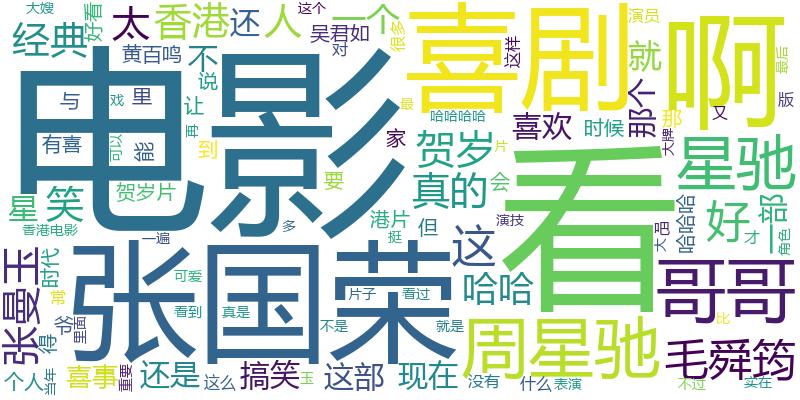 大嫂
好看
太
香港
还
人
一个
吴君如
这个
演员
喜剧
就
啊
最后
经典
黄百鸣
不
说
对
很多
这样
那个
版
电影
与
戏
里
让
再
最
哈哈哈哈
喜欢
时候
那
又
大牌
有喜
可以
能
到
家
贺岁
片
看
星驰
贺岁片
要
真的
会
星
笑
港片
但
演技
好
一部
哈哈哈
大吕
才
角色
香港电影
一遍
多
挺
这
张曼玉
时代
张国荣
可爱
片子
看过
哈哈
哥哥
常
爷
里面
看到
真是
不是
就是
周星驰
比
毛舜筠
得
个人
当年
喜事
重要
还是
这么
搞笑
玉
这部
现在
没有
什么
表演
不过
实在